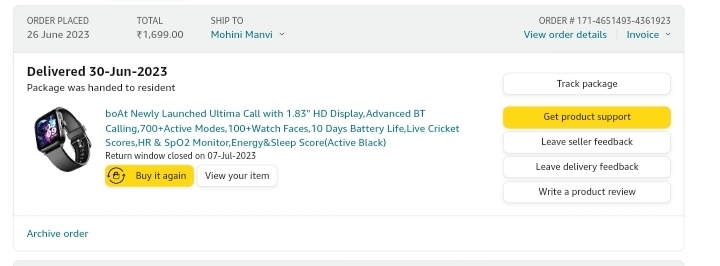 ORDER PLACED TOTAL SHIP TO ORDER # 171-4651493-4361923
26 June 2023 ₹1,699.00 Mohini Manvi View order details Invoice
Delivered 30-Jun-2023
Package was handed to resident
Track package
boAt Newly Launched Ultima Call with 1.83" HD Display,Advanced BT
Calling,700+Active Modes,100+Watch Faces,10 Days Battery Life,Live Cricket
Scores,HR & SpO2 Monitor,Energy&Sleep Score(Active Black)
Return window closed on 07-Jul-2023
Buy it again View your item
Get product support
Leave seller feedback
Leave delivery feedback
Write a product review
Archive order